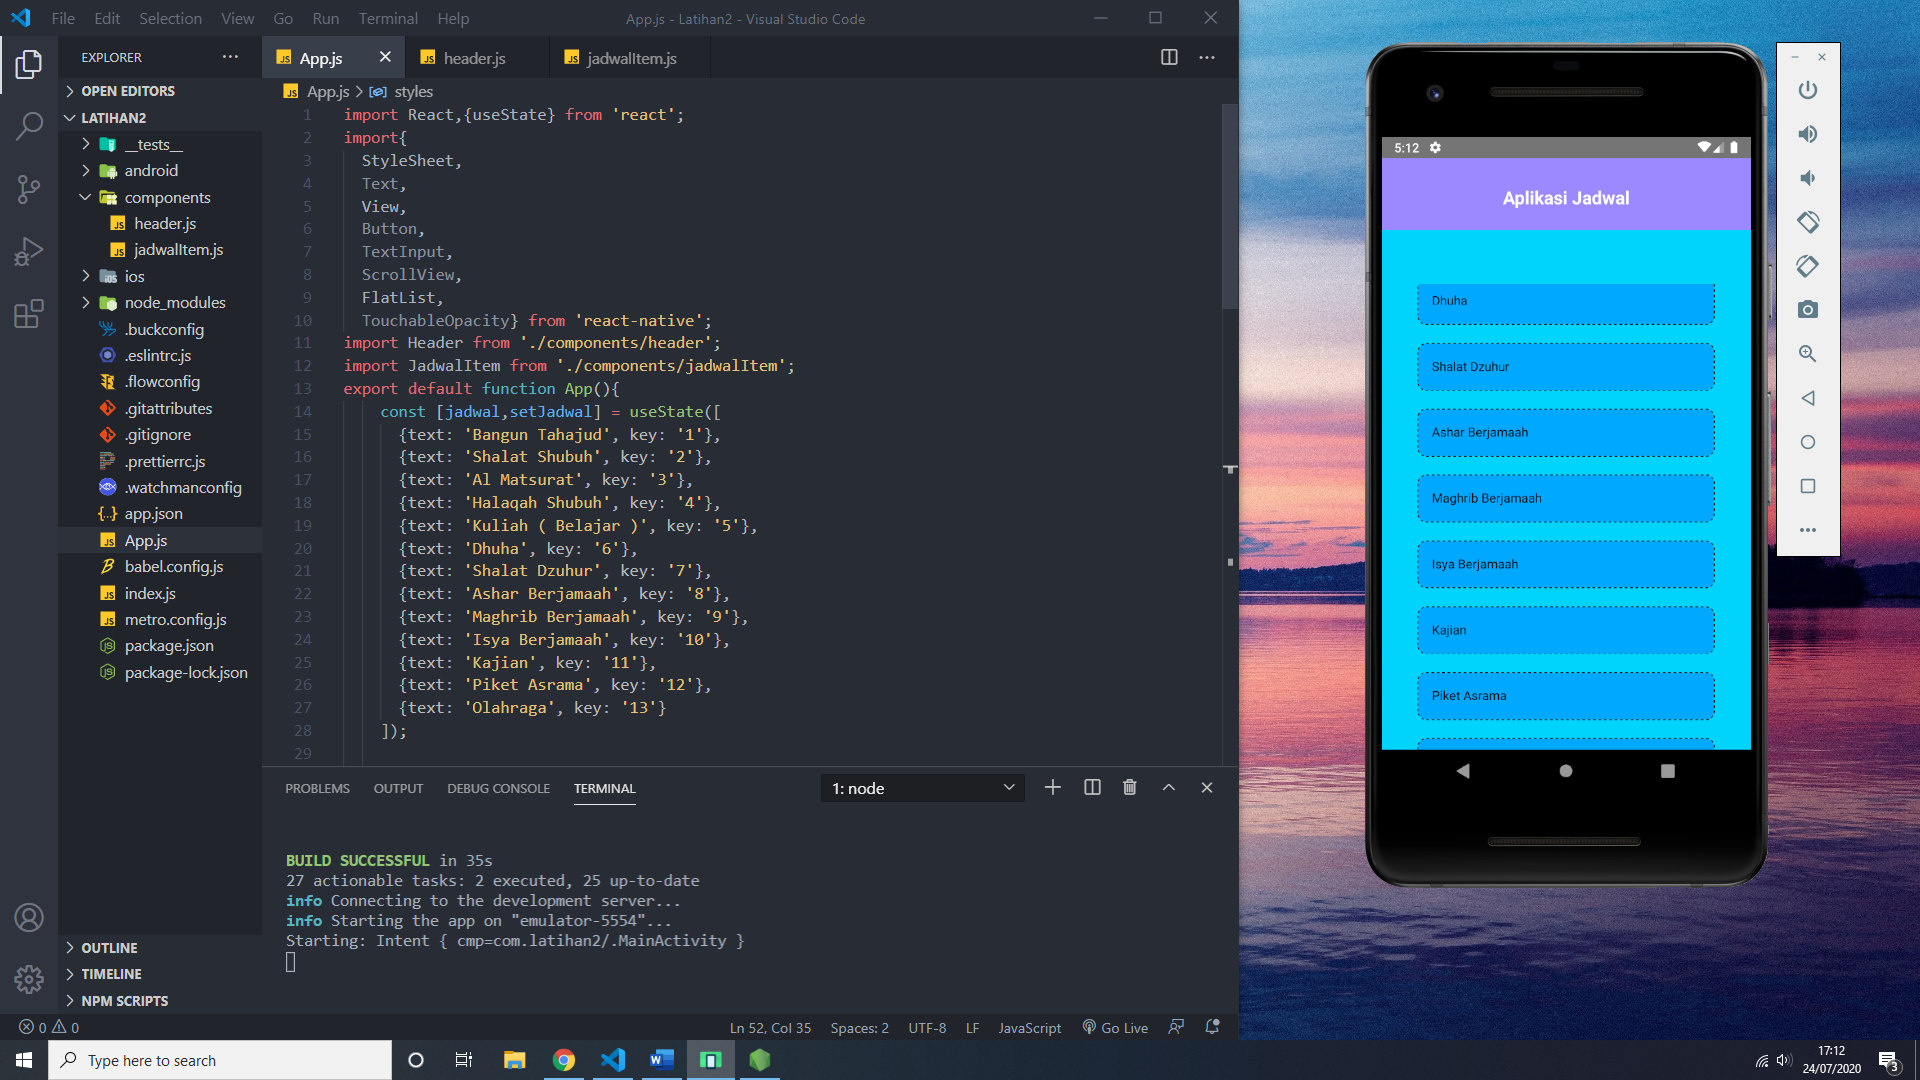 File Edit Selection View Go Run Terminal Help
App.js - Latihan2 - Visual Studio Code
EXPLORER
OPEN EDITORS
LATIHAN2
__tests__
android
components
header.js
jadwalItem.js
ios
node_modules
.buckconfig
.eslintrc.js
.flowconfig
.gitattributes
.gitignore
.prettierrc.js
.watchmanconfig
app.json
App.js
babel.config.js
index.js
metro.config.js
package.json
package-lock.json
OUTLINE
TIMELINE
NPM SCRIPTS
App.js header.js jadwalItem.js
App.js > styles
1 import React,{useState} from 'react';
2 import{
3 StyleSheet,
4 Text,
5 View,
6 Button,
7 TextInput,
8 ScrollView,
9 FlatList,
10 TouchableOpacity} from 'react-native';
11 import Header from './components/header';
12 import JadwalItem from './components/jadwalItem';
13 export default function App(){
14 const [jadwal,setJadwal] = useState([
15 {text: 'Bangun Tahajud', key: '1'},
16 {text: 'Shalat Shubuh', key: '2'},
17 {text: 'Al Matsurat', key: '3'},
18 {text: 'Halaqah Shubuh', key: '4'},
19 {text: 'Kuliah ( Belajar )', key: '5'},
20 {text: 'Dhuha', key: '6'},
21 {text: 'Shalat Dzuhur', key: '7'},
22 {text: 'Ashar Berjamaah', key: '8'},
23 {text: 'Maghrib Berjamaah', key: '9'},
24 {text: 'Isya Berjamaah', key: '10'},
25 {text: 'Kajian', key: '11'},
26 {text: 'Piket Asrama', key: '12'},
27 {text: 'Olahraga', key: '13'}
28 ]);
29
PROBLEMS OUTPUT DEBUG CONSOLE TERMINAL
1: node
BUILD SUCCESSFUL in 35s
27 actionable tasks: 2 executed, 25 up-to-date
info Connecting to the development server...
info Starting the app on "emulator-5554"...
Starting: Intent { cmp=com.latihan2/.MainActivity }
0 0
Ln 52, Col 35 Spaces: 2 UTF-8 LF JavaScript Go Live
5:12
Aplikasi Jadwal
Dhuha
Shalat Dzuhur
Ashar Berjamaah
Maghrib Berjamaah
Isya Berjamaah
Kajian
Piket Asrama
Type here to search
17:12
24/07/2020
3